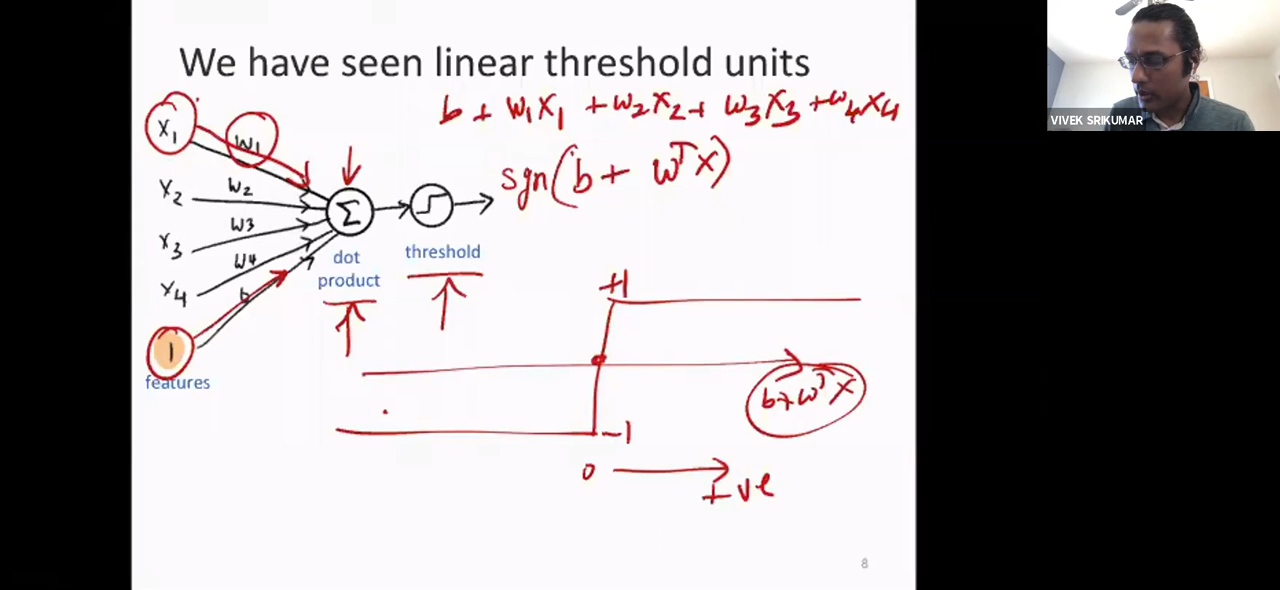 We have seen linear threshold units
b + w1x1 + w2x2 + w3x3 + w4x4
x1 w1
sgn(b + wᵀx)
x2 w2
Σ
x3 w3
dot product
threshold
x4 w4
b
1
features
+1
b+wᵀx
-1
0
+ve
8
VIVEK SRIKUMAR